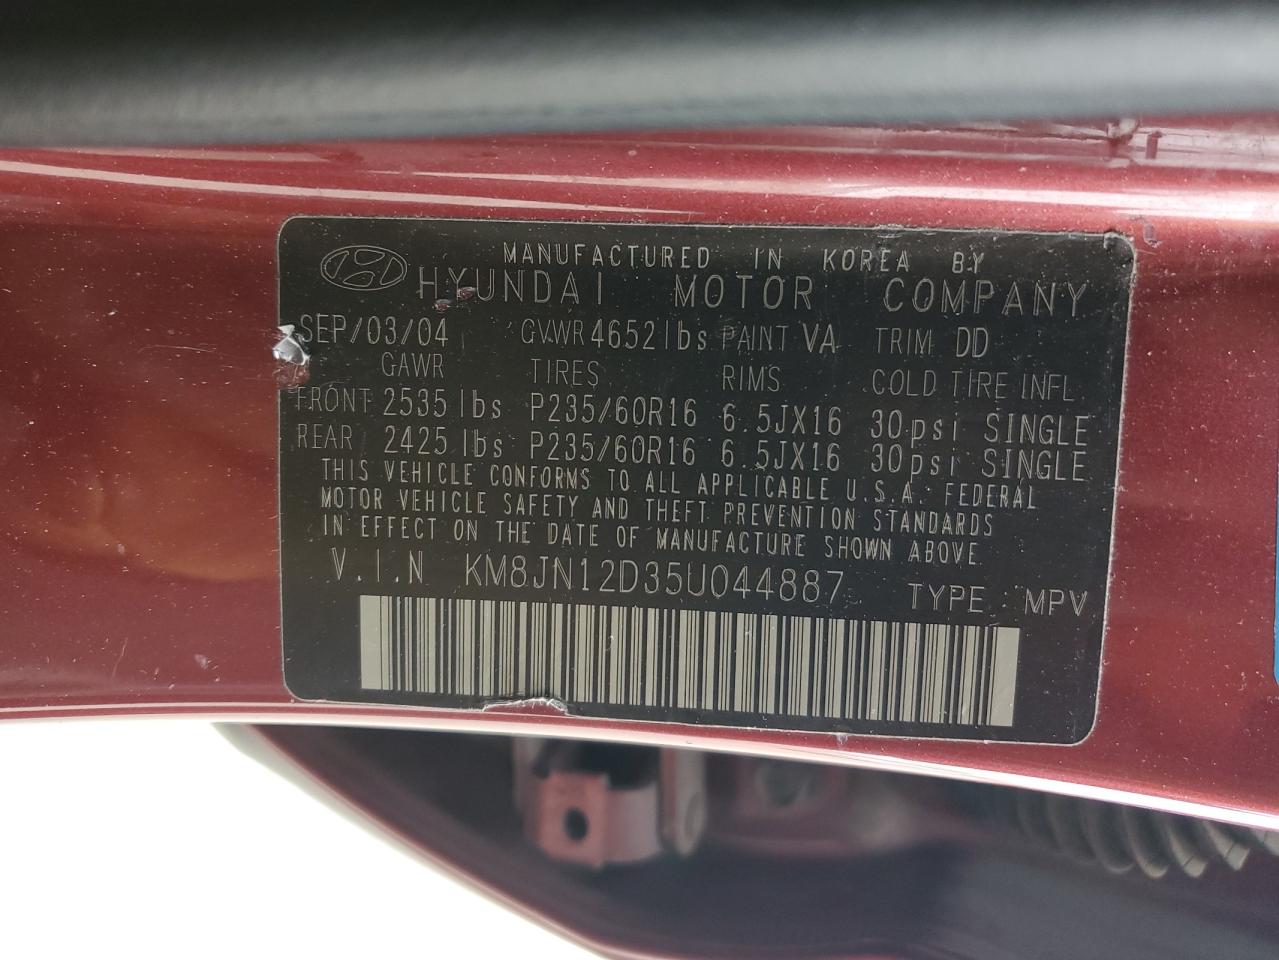 MANUFACTURED IN KOREA BY
HYUNDAI MOTOR COMPANY
SEP/03/04 GVWR 4652lbs PAINT VA TRIM DD
GAWR TIRES RIMS COLD TIRE INFL
FRONT 2535 lbs P235/60R16 6.5JX16 30psi SINGLE
REAR 2425 lbs P235/60R16 6.5JX16 30psi SINGLE
THIS VEHICLE CONFORMS TO ALL APPLICABLE U.S.A. FEDERAL
MOTOR VEHICLE SAFETY AND THEFT PREVENTION STANDARDS
IN EFFECT ON THE DATE OF MANUFACTURE SHOWN ABOVE.
V.I.N KM8JN12D35U044887 TYPE : MPV